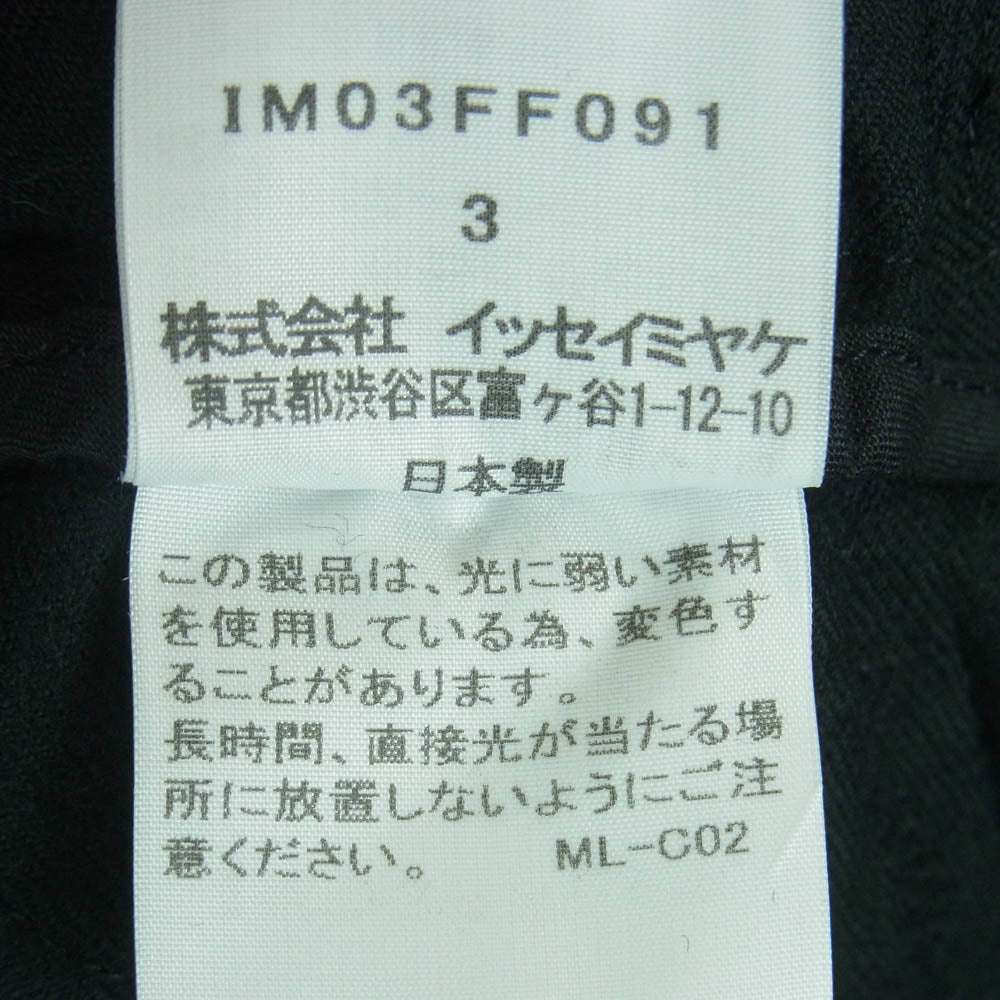 IM03FF091
3
株式会社 イッセイミヤケ
東京都渋谷区富ヶ谷1-12-10
日本製
この製品は、光に弱い素材
を使用している為、変色す
ることがあります。
長時間、直接光が当たる場
所に放置しないようにご注
意ください。 ML-C02